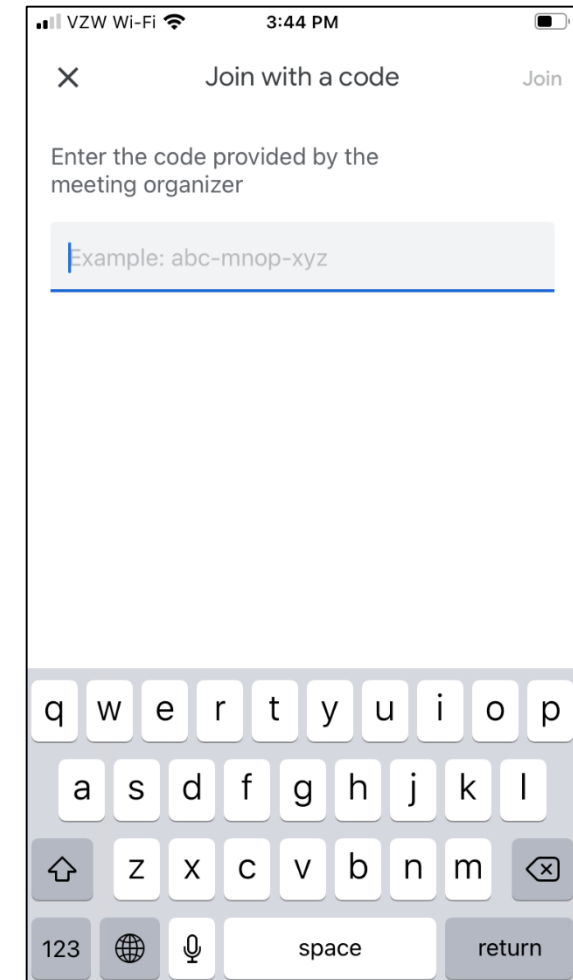 VZW Wi-Fi 3:44 PM
Join with a code Join
Enter the code provided by the
meeting organizer
Example: abc-mnop-xyz
q w e r t y u i o p
a s d f g h j k l
z x c v b n m
123 space return